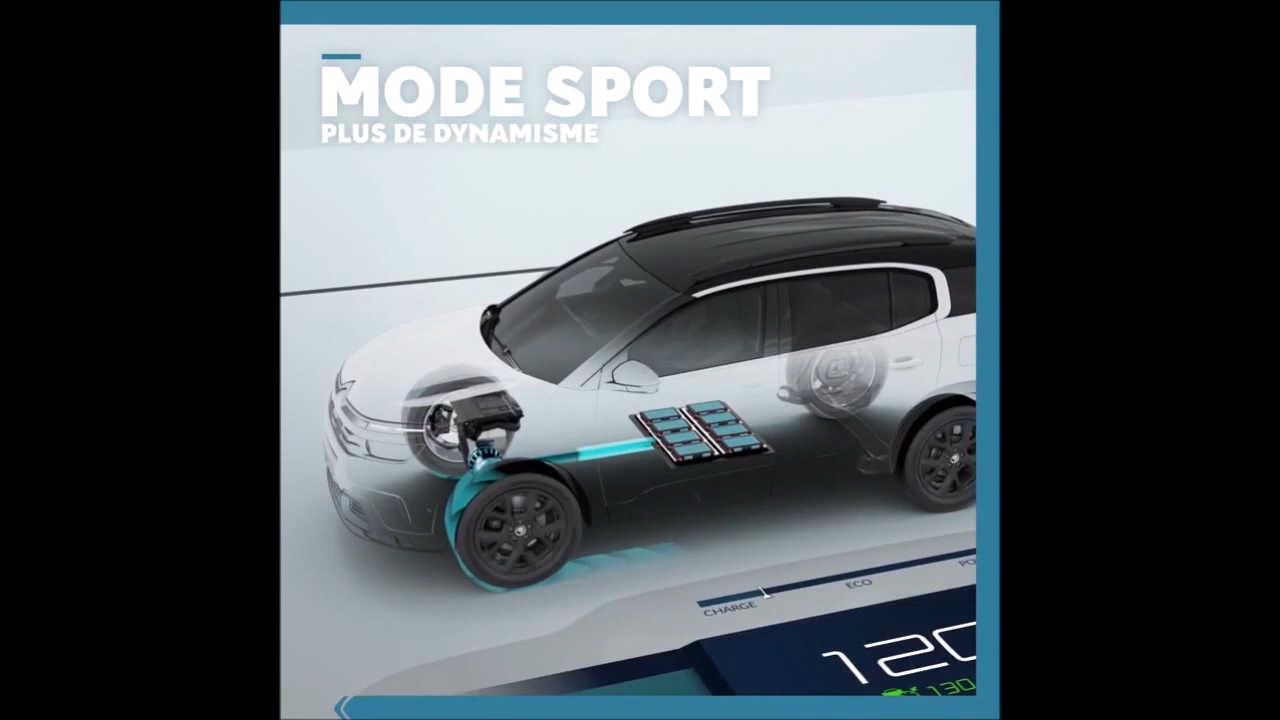 MODE SPORT
PLUS DE DYNAMISME
CHARGE
ECO
120
130